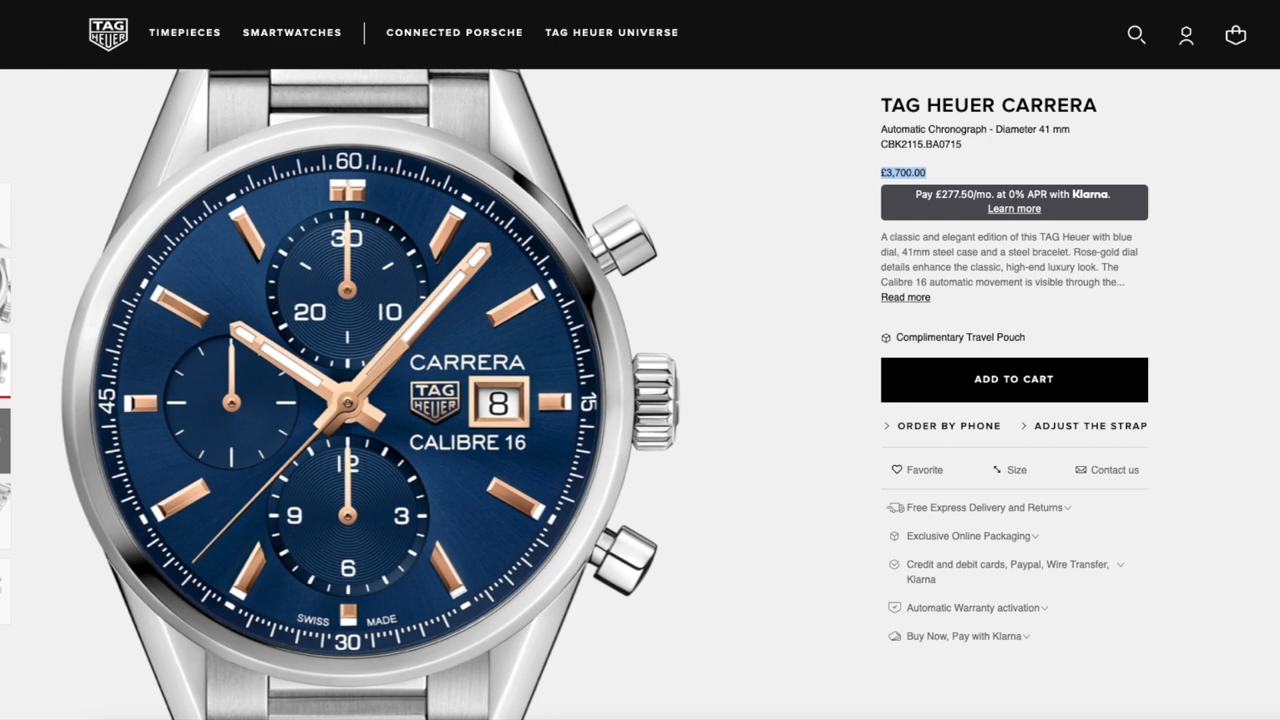 TAG
HEUER
TIMEPIECES
SMARTWATCHES
CONNECTED PORSCHE
TAG HEUER UNIVERSE
60
30
20 10
CARRERA
TAG
HEUER
8
CALIBRE 16
45
15
12
9 3
6
SWISS MADE
30
TAG HEUER CARRERA
Automatic Chronograph - Diameter 41 mm
CBK2115.BA0715
£3,700.00
Pay £277.50/mo. at 0% APR with Klarna.
Learn more
A classic and elegant edition of this TAG Heuer with blue
dial, 41mm steel case and a steel bracelet. Rose-gold dial
details enhance the classic, high-end luxury look. The
Calibre 16 automatic movement is visible through the...
Read more
Complimentary Travel Pouch
ADD TO CART
ORDER BY PHONE
ADJUST THE STRAP
Favorite
Size
Contact us
Free Express Delivery and Returns
Exclusive Online Packaging
Credit and debit cards, Paypal, Wire Transfer,
Klarna
Automatic Warranty activation
Buy Now, Pay with Klarna